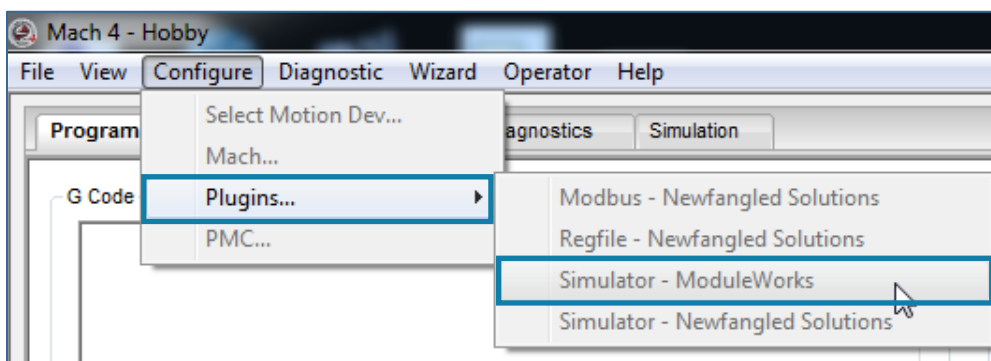 Mach 4 - Hobby
File View Configure Diagnostic Wizard Operator Help
Program agnostics Simulation
Select Motion Dev...
Mach...
G Code
Plugins...
PMC...
Modbus - Newfangled Solutions
Regfile - Newfangled Solutions
Simulator - ModuleWorks
Simulator - Newfangled Solutions